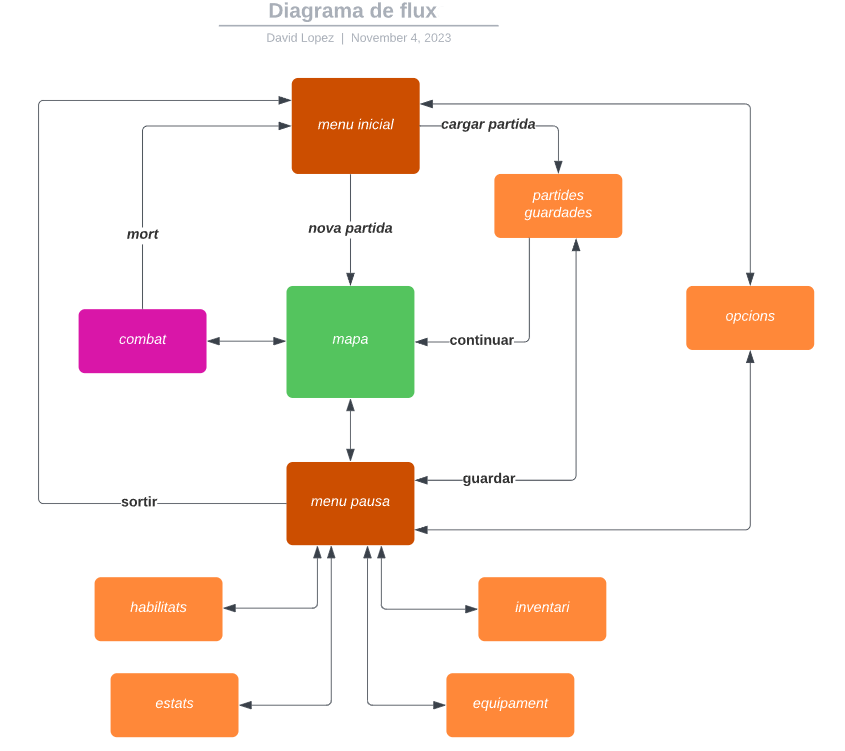 Diagrama de flux
David Lopez | November 4, 2023
menu inicial
cargar partida
partides
guardades
mort
nova partida
opcions
combat
mapa
continuar
guardar
sortir
menu pausa
habilitats
inventari
estats
equipament